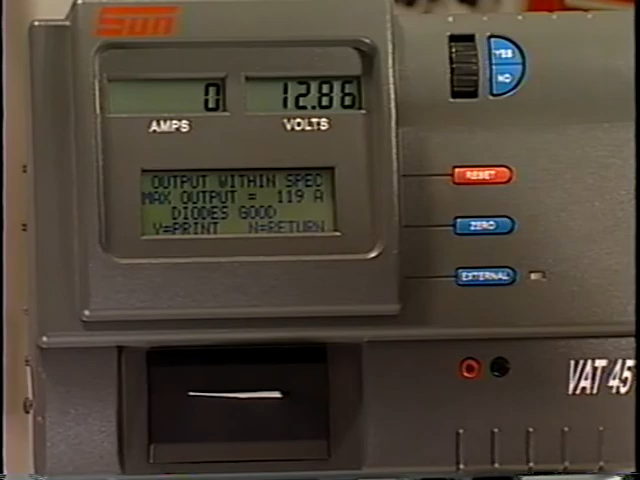 Sun
0 12.86
AMPS VOLTS
YES
NO
OUTPUT WITHIN SPEC
MAX OUTPUT = 119 A
DIODES GOOD
Y=PRINT N=RETURN
RESET
ZERO
EXTERNAL
VAT 45